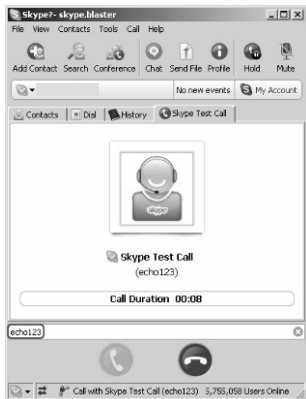 Skype?- skype.blaster
File View Contacts Tools Call Help
Add Contact Search Conference Chat Send File Profile Hold Mute
No new events My Account
Contacts Dial History Skype Test Call
skype
Skype Test Call
(echo123)
Call Duration 00:08
echo123
Call with Skype Test Call (echo123) 5,755,058 Users Online